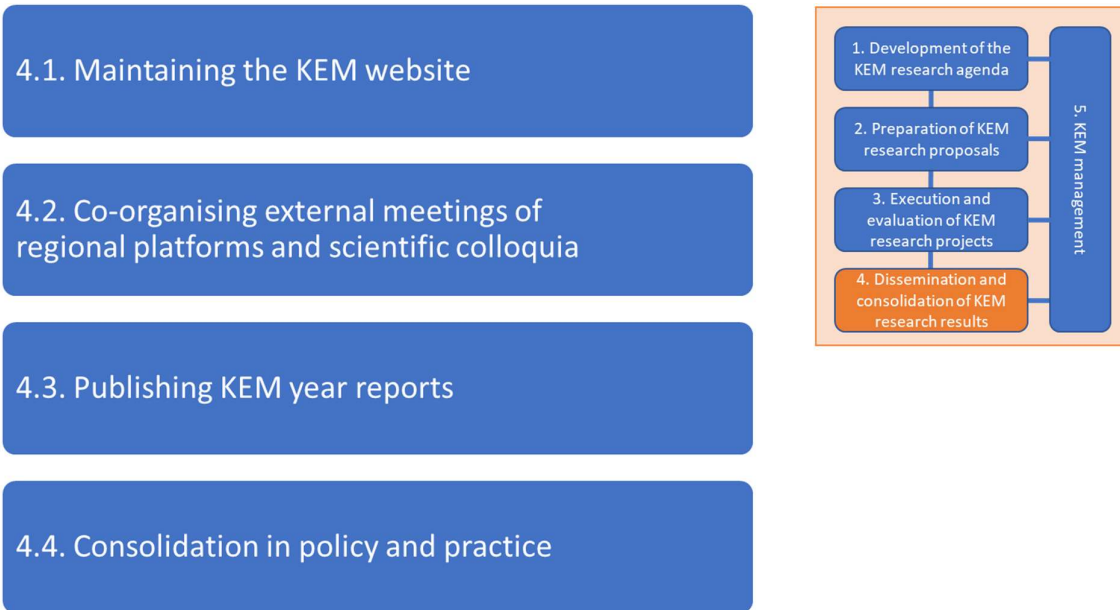 4.1. Maintaining the KEM website
4.2. Co-organising external meetings of
regional platforms and scientific colloquia
4.3. Publishing KEM year reports
4.4. Consolidation in policy and practice
1. Development of the
KEM research agenda
2. Preparation of KEM
research proposals
3. Execution and
evaluation of KEM
research projects
4. Dissemination and
consolidation of KEM
research results
5. KEM management